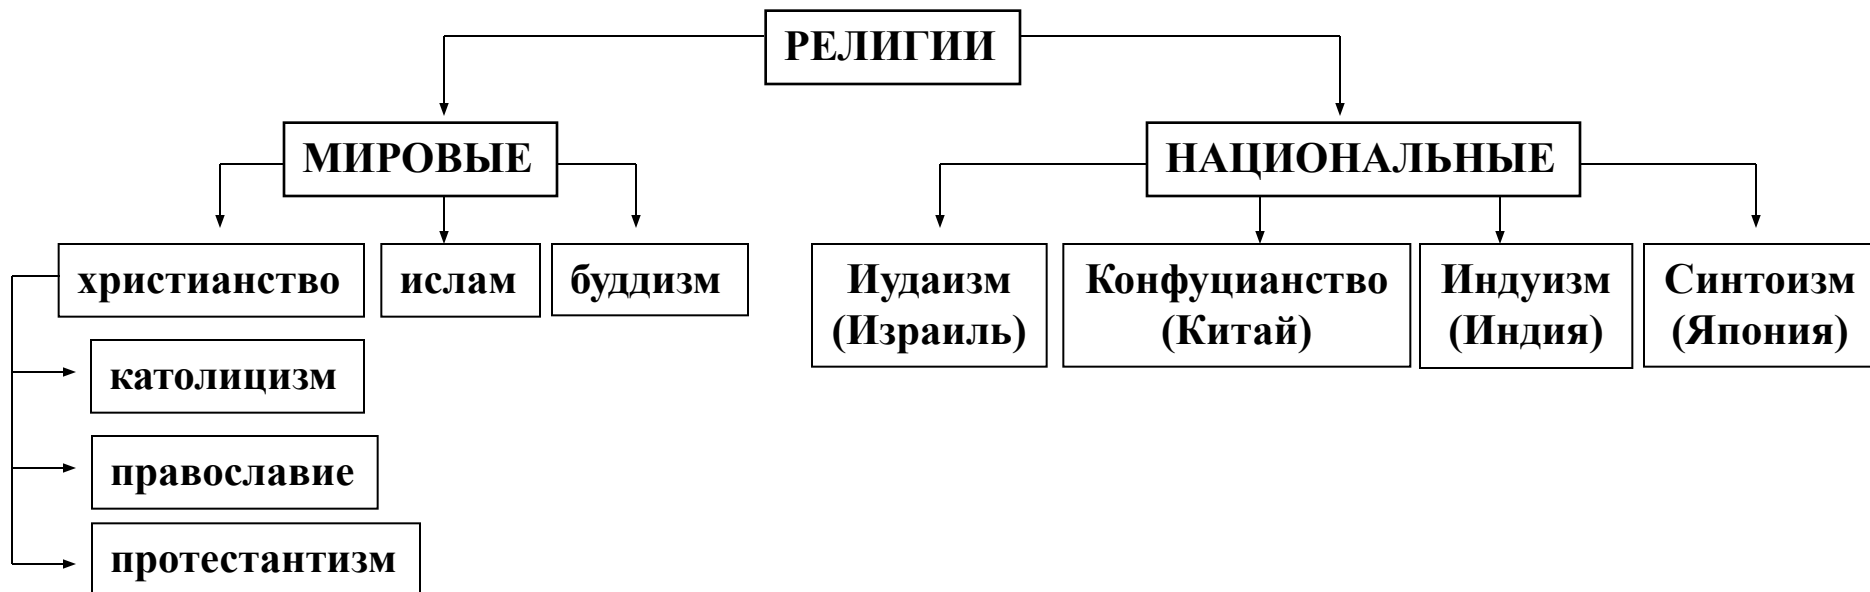 РЕЛИГИИ
МИРОВЫЕ
НАЦИОНАЛЬНЫЕ
христианство
ислам
буддизм
Иудаизм
(Израиль)
Конфуцианство
(Китай)
Индуизм
(Индия)
Синтоизм
(Япония)
католицизм
православие
протестантизм